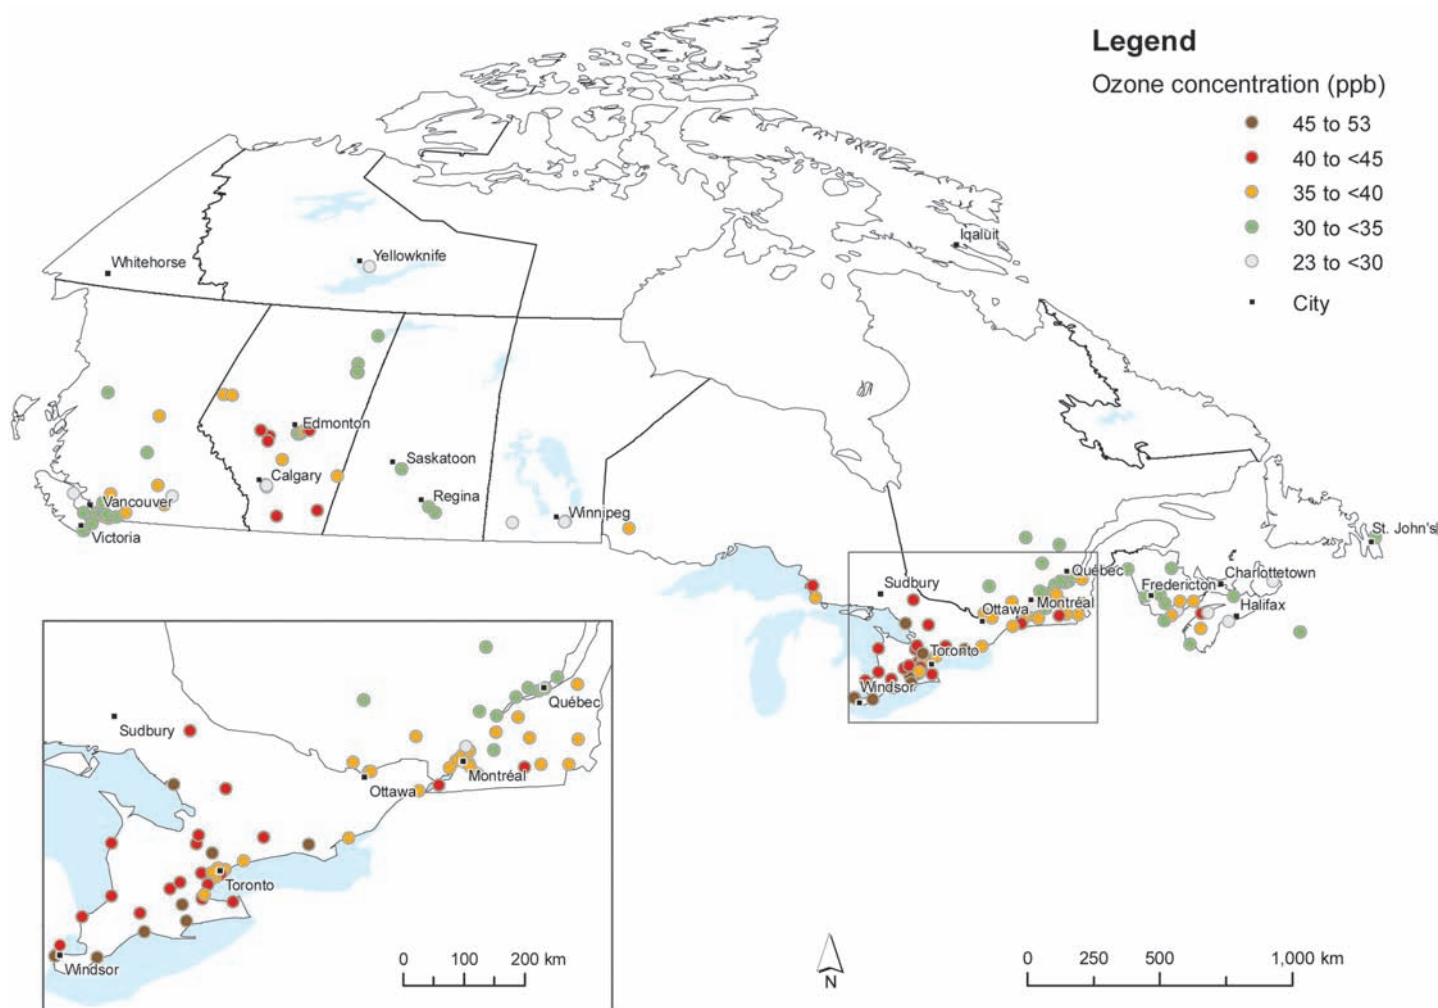 Legend
Ozone concentration (ppb)
45 to 53
40 to <45
35 to <40
30 to <35
23 to <30
City
Iqaluit
Whitehorse
Yellowknife
Edmonton
Calgary
Saskatoon
Regina
Vancouver
Victoria
Winnipeg
St. John's
Québec
Charlottetown
Fredericton
Halifax
Sudbury
Ottawa
Montréal
Toronto
Windsor
Québec
Sudbury
Montréal
Ottawa
Toronto
Windsor
0 100 200 km
N
0 250 500 1,000 km